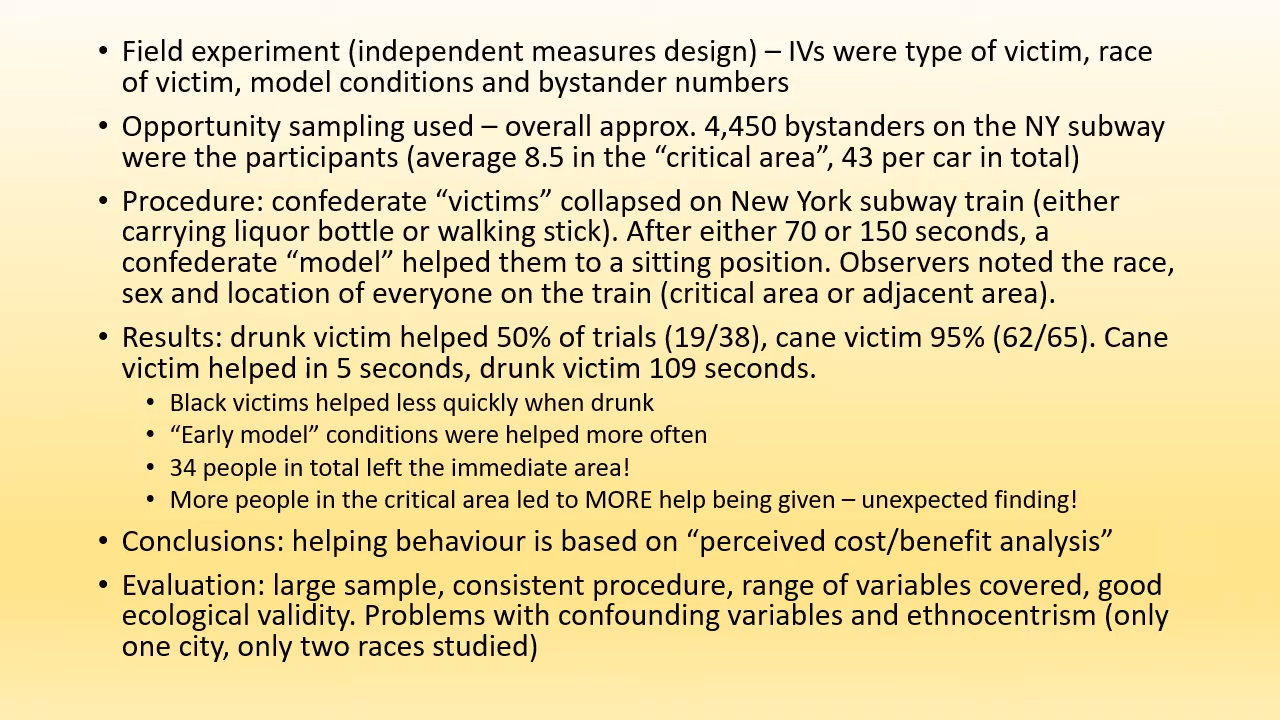 • Field experiment (independent measures design) – IVs were type of victim, race
of victim, model conditions and bystander numbers
• Opportunity sampling used – overall approx. 4,450 bystanders on the NY subway
were the participants (average 8.5 in the “critical area”, 43 per car in total)
• Procedure: confederate “victims” collapsed on New York subway train (either
carrying liquor bottle or walking stick). After either 70 or 150 seconds, a
confederate “model” helped them to a sitting position. Observers noted the race,
sex and location of everyone on the train (critical area or adjacent area).
• Results: drunk victim helped 50% of trials (19/38), cane victim 95% (62/65). Cane
victim helped in 5 seconds, drunk victim 109 seconds.
• Black victims helped less quickly when drunk
• “Early model” conditions were helped more often
• 34 people in total left the immediate area!
• More people in the critical area led to MORE help being given – unexpected finding!
• Conclusions: helping behaviour is based on “perceived cost/benefit analysis”
• Evaluation: large sample, consistent procedure, range of variables covered, good
ecological validity. Problems with confounding variables and ethnocentrism (only
one city, only two races studied)